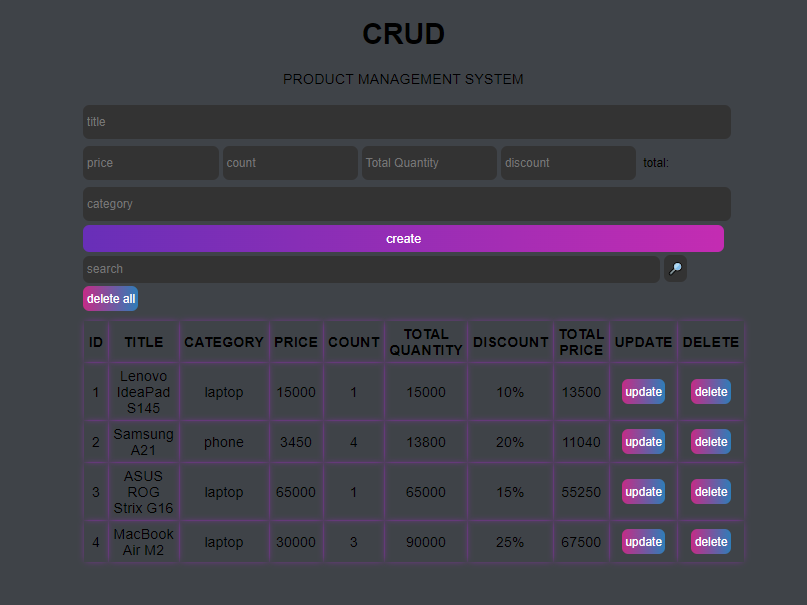 CRUD
PRODUCT MANAGEMENT SYSTEM
title
price count Total Quantity discount total:
category
create
search
delete all
ID TITLE CATEGORY PRICE COUNT TOTAL QUANTITY DISCOUNT TOTAL PRICE UPDATE DELETE
1 Lenovo IdeaPad S145 laptop 15000 1 15000 10% 13500 update delete
2 Samsung A21 phone 3450 4 13800 20% 11040 update delete
3 ASUS ROG Strix G16 laptop 65000 1 65000 15% 55250 update delete
4 MacBook Air M2 laptop 30000 3 90000 25% 67500 update delete